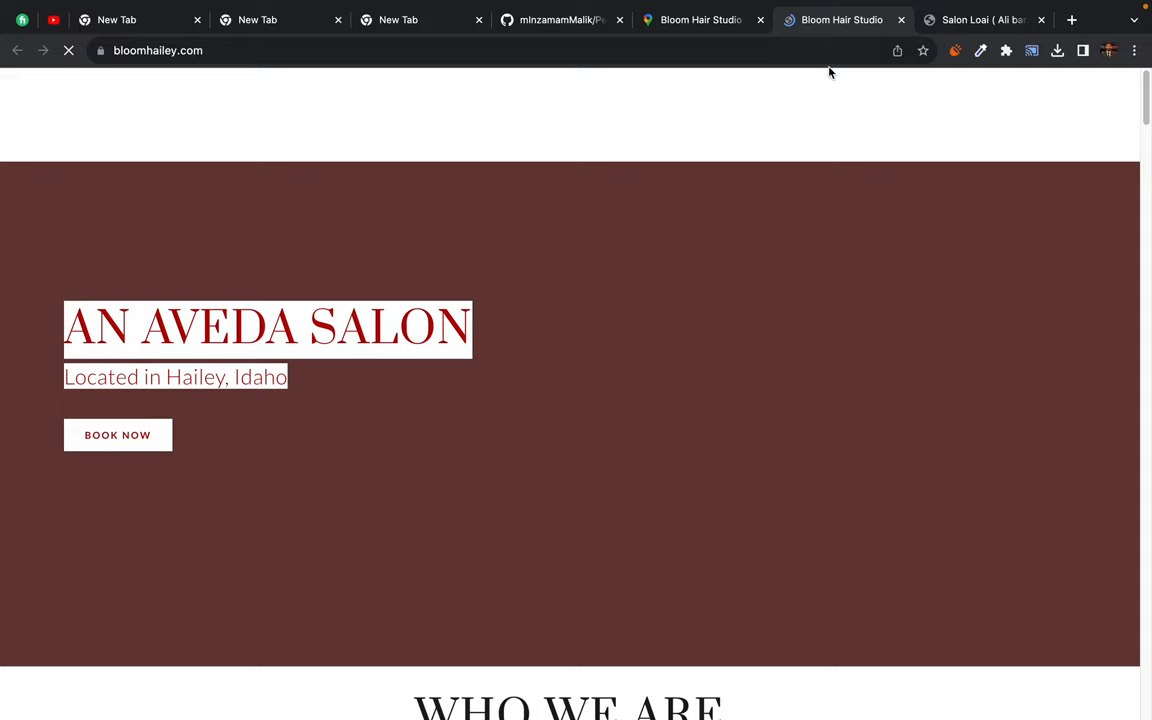 New Tab
New Tab
New Tab
mInzamamMalik/Pe
Bloom Hair Studio
Bloom Hair Studio
Salon Loai ( Ali bar
bloomhailey.com
AN AVEDA SALON
Located in Hailey, Idaho
BOOK NOW
WHO WE ARE